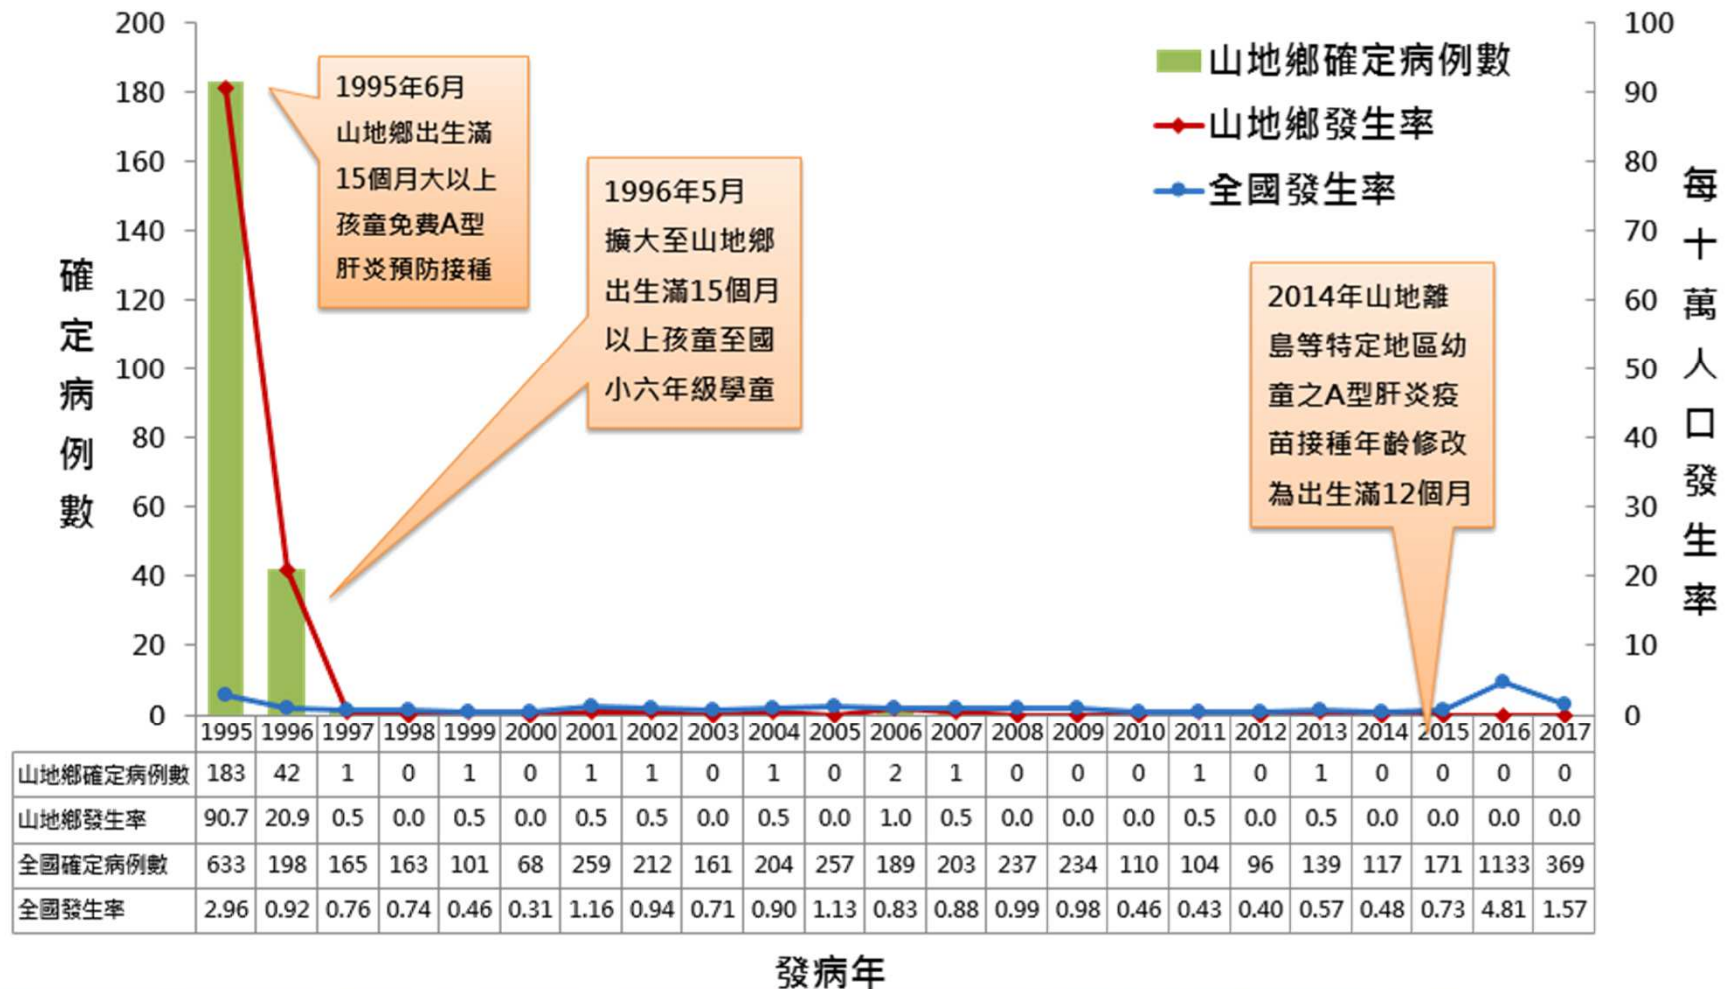 200
180
160
140
120
100
80
60
40
20
0
確定病例數
1995年6月
山地鄉出生滿
15個月大以上
孩童免費A型
肝炎預防接種
1996年5月
擴大至山地鄉
出生滿15個月
以上孩童至國
小六年級學童
山地鄉確定病例數
山地鄉發生率
全國發生率
2014年山地離
島等特定地區幼
童之A型肝炎疫
苗接種年齡修改
為出生滿12個月
100
90
80
70
60
50
40
30
20
10
0
每十萬人口發生率
1995 1996 1997 1998 1999 2000 2001 2002 2003 2004 2005 2006 2007 2008 2009 2010 2011 2012 2013 2014 2015 2016 2017
山地鄉確定病例數 183 42 1 0 1 0 1 1 0 1 0 2 1 0 0 0 1 0 1 0 0 0 0
山地鄉發生率 90.7 20.9 0.5 0.0 0.5 0.0 0.5 0.5 0.0 0.5 0.0 1.0 0.5 0.0 0.0 0.0 0.5 0.0 0.5 0.0 0.0 0.0 0.0
全國確定病例數 633 198 165 163 101 68 259 212 161 204 257 189 203 237 234 110 104 96 139 117 171 1133 369
全國發生率 2.96 0.92 0.76 0.74 0.46 0.31 1.16 0.94 0.71 0.90 1.13 0.83 0.88 0.99 0.98 0.46 0.43 0.40 0.57 0.48 0.73 4.81 1.57
發病年